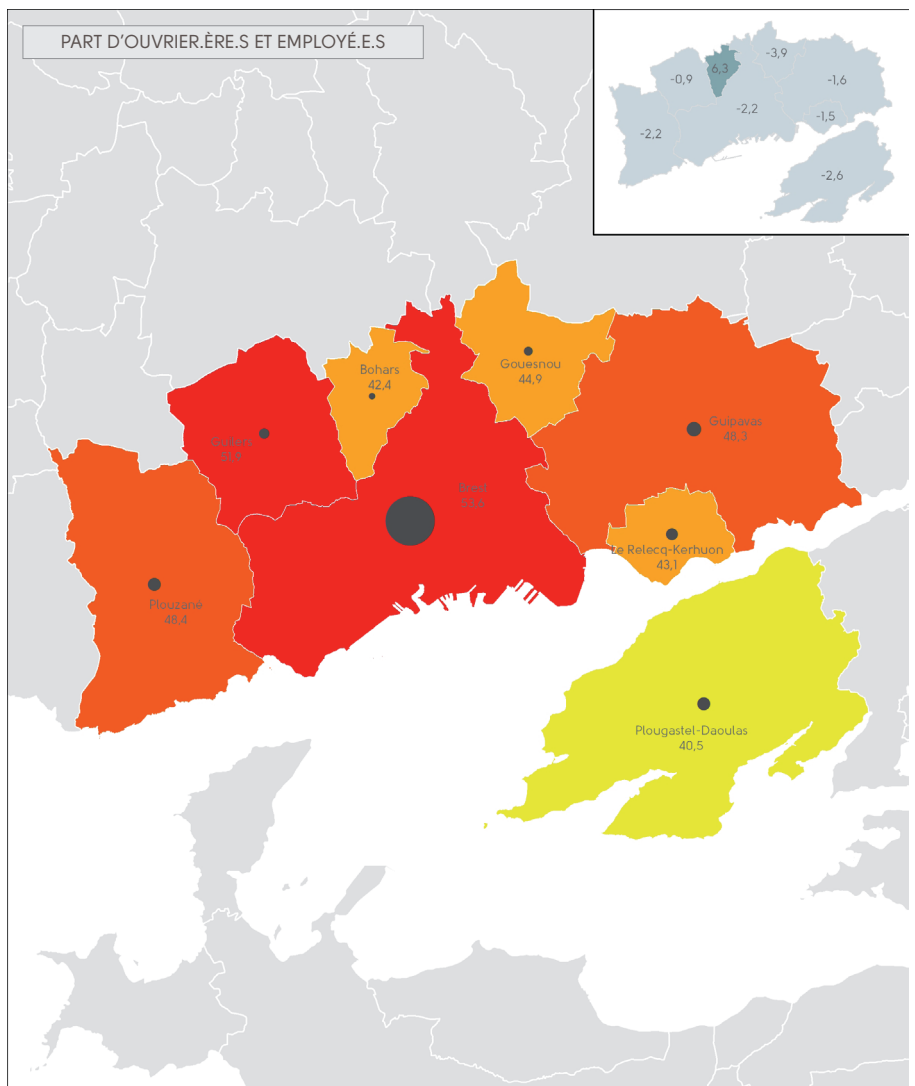 PART D'OUVRIER.ÈRE.S ET EMPLOYÉ.E.S
-3,9
6,3
-0,9
-1,6
-2,2
-1,5
-2,2
-2,6
Bohars
42,4
Gouesnou
44,9
Guipavas
48,3
Guilers
Brest
Le Relecq-Kerhuon
43,1
Plouzané
48,4
Plougastel-Daoulas
40,5